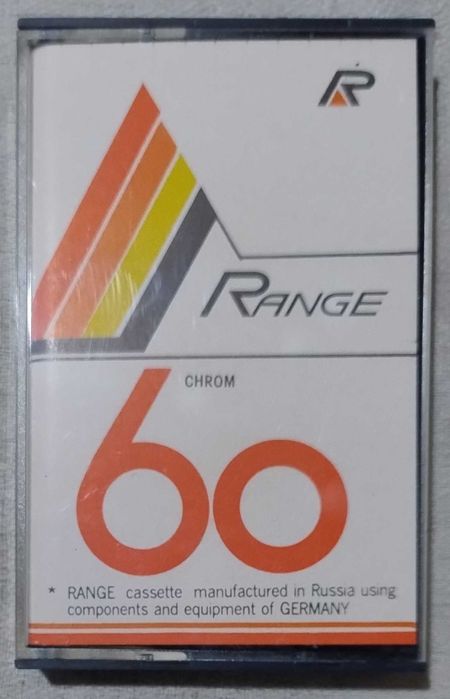 R
RANGE
CHROM
60
* RANGE cassette manufactured in Russia using
components and equipment of GERMANY